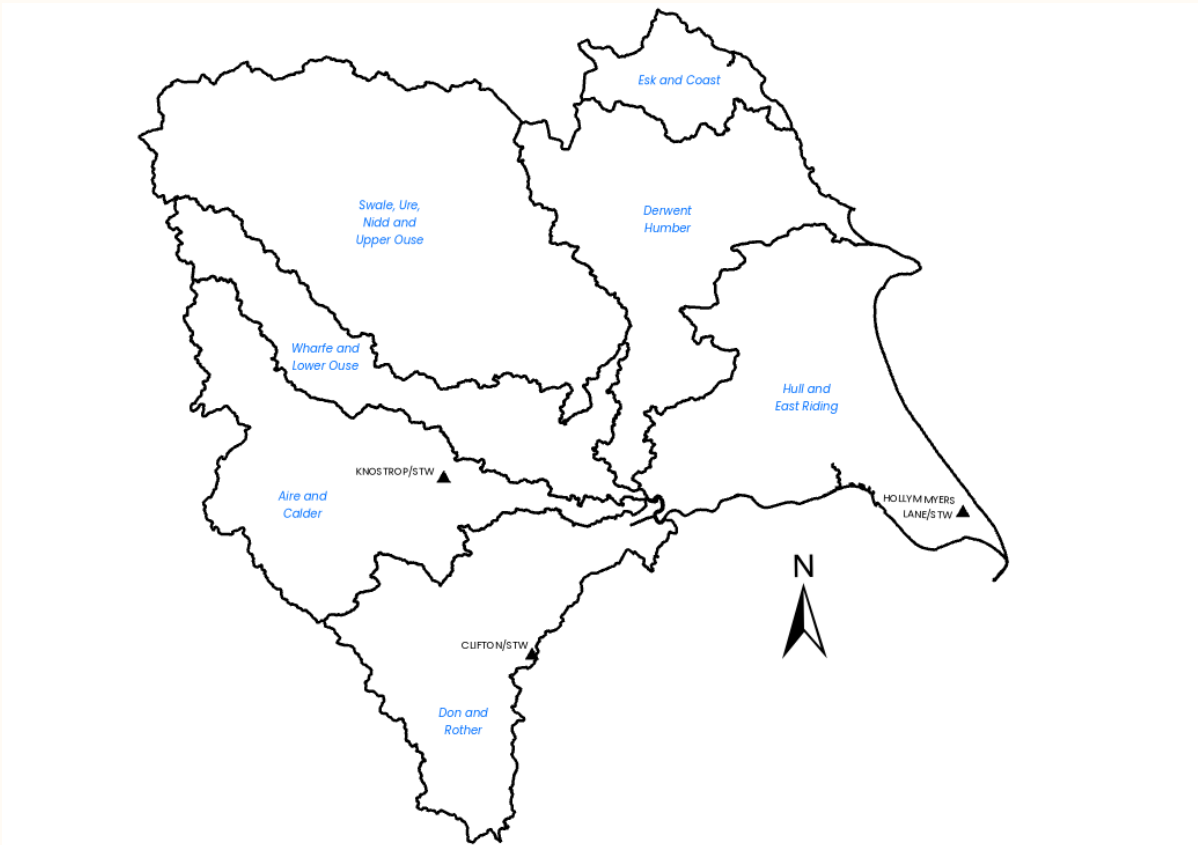 Esk and Coast
Swale, Ure,
Nidd and
Upper Ouse
Derwent
Humber
Wharfe and
Lower Ouse
Hull and
East Riding
KNOSTROP/STW
Aire and
Calder
HOLLYM MYERS
LANE/STW
N
CLIFTON/STW
Don and
Rother